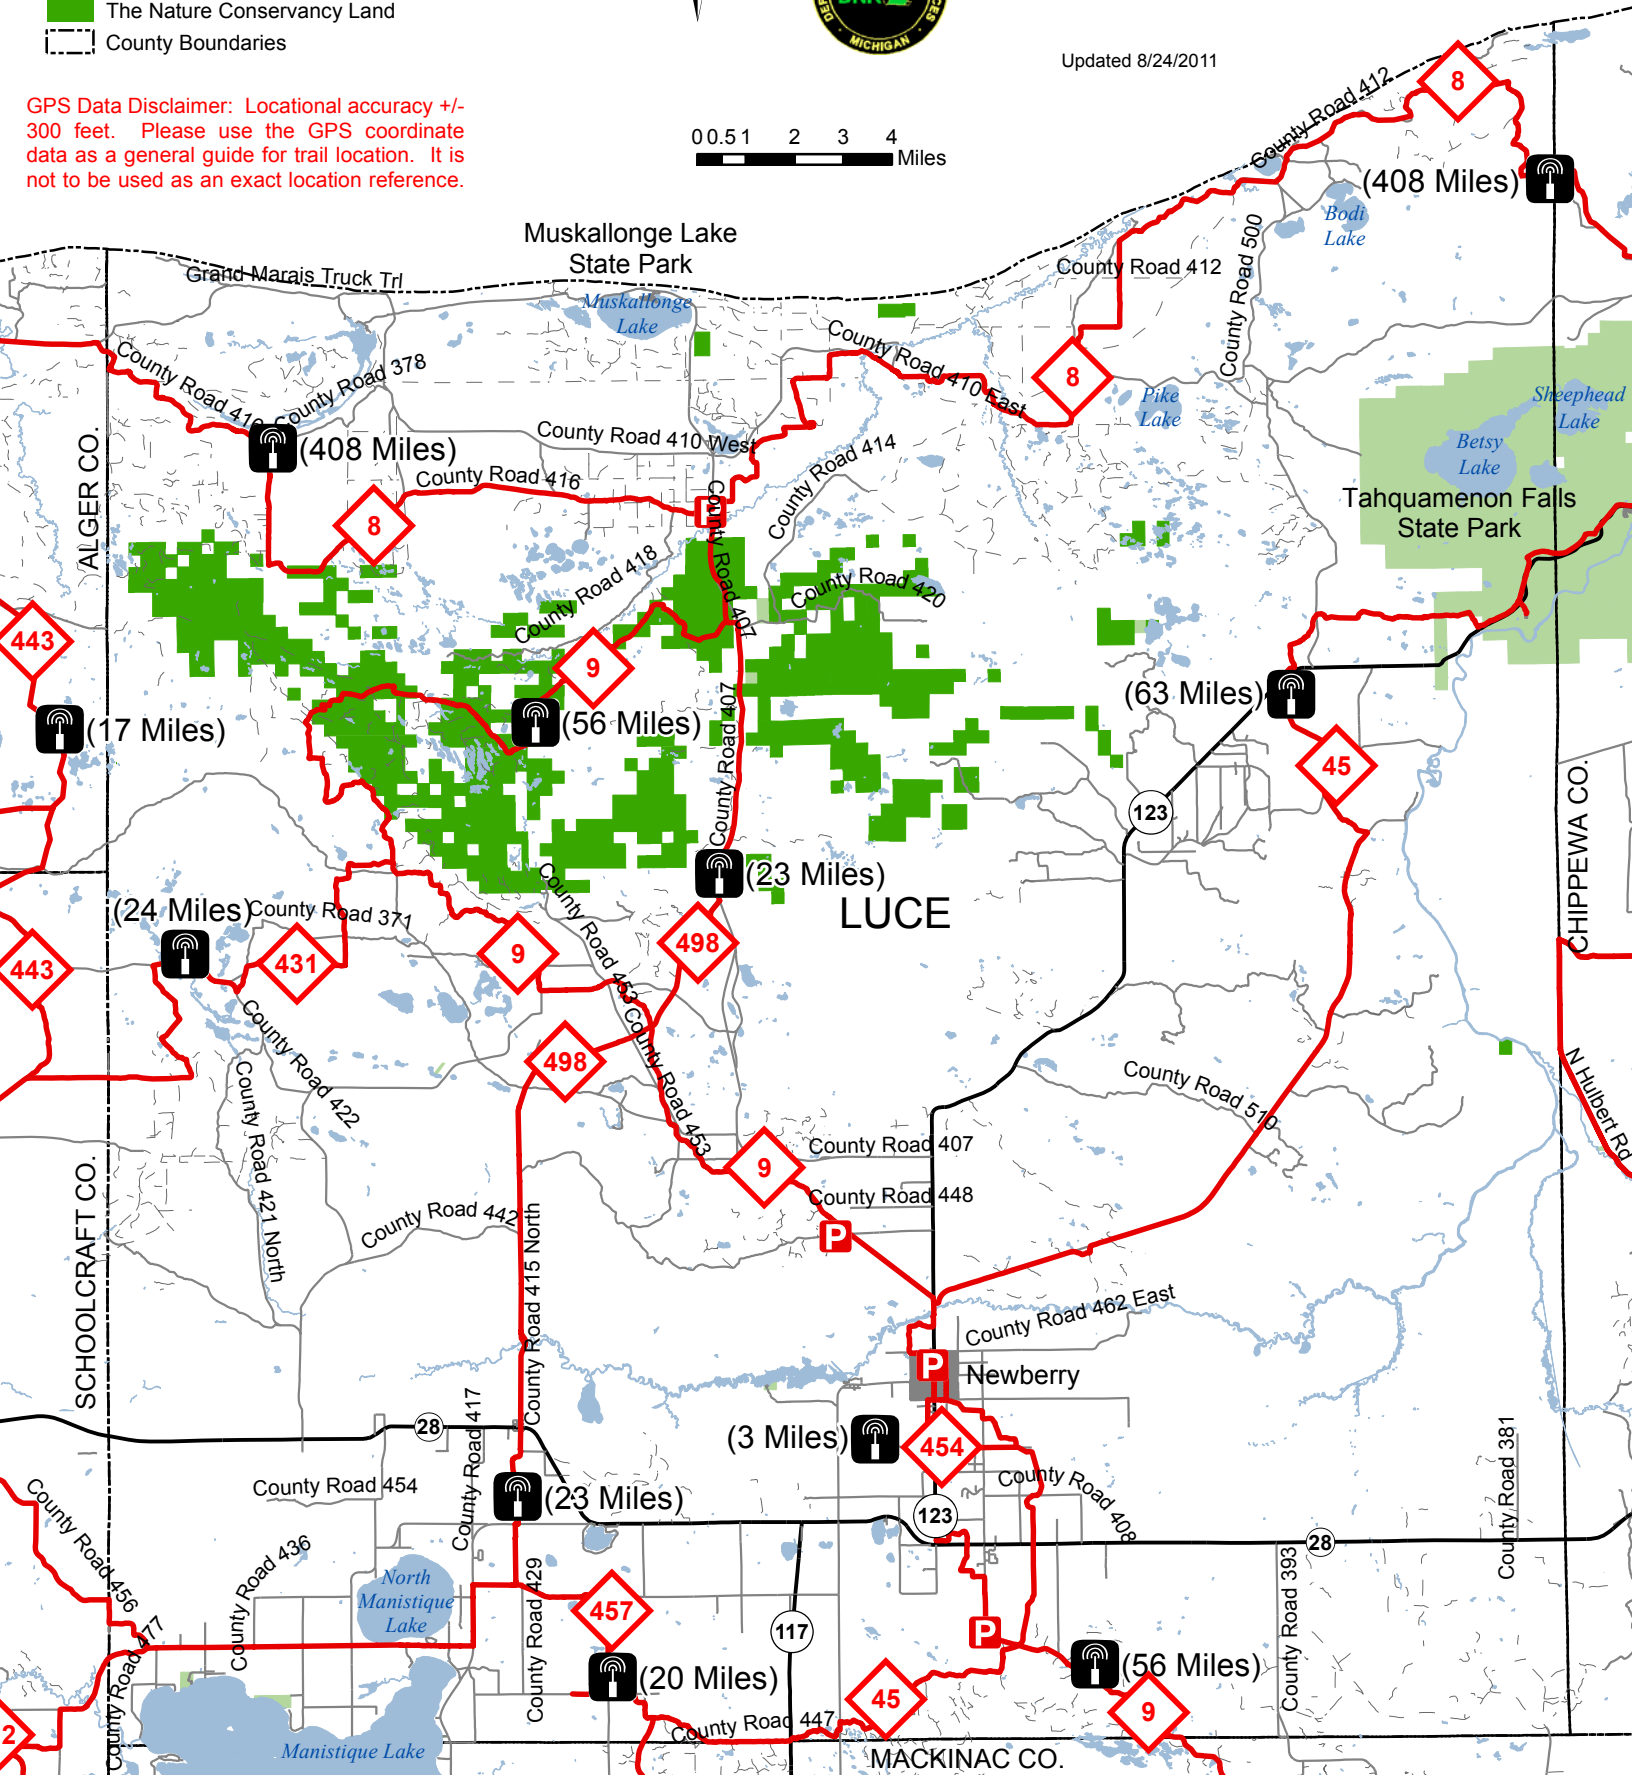 The Nature Conservancy Land
County Boundaries
MICHIGAN
Updated 8/24/2011
GPS Data Disclaimer: Locational accuracy +/-
300 feet. Please use the GPS coordinate
data as a general guide for trail location. It is
not to be used as an exact location reference.
0 0.5 1 2 3 4
Miles
County Road 412
8
(408 Miles)
Bodi
Lake
Muskallonge Lake
State Park
Grand Marais Truck Trl
Muskallonge
Lake
County Road 412
County Road 500
County Road 410 East
8
Pike
Lake
Sheephead
Lake
Betsy
Lake
Tahquamenon Falls
State Park
County Road 378
ALGER CO.
(408 Miles)
County Road 410 West
County Road 416
County Road 414
8
County Road 407
County Road 418
County Road 420
443
9
(17 Miles)
(56 Miles)
County Road 407
(63 Miles)
45
123
CHIPPEWA CO.
(23 Miles)
LUCE
(24 Miles)
County Road 371
443
431
9
County Road 453
498
498
County Road 422
County Road 453
County Road 421 North
County Road 510
N Hulbert Rd
9
County Road 407
County Road 448
P
SCHOOLCRAFT CO.
County Road 442
County Road 415 North
County Road 462 East
P
Newberry
28
County Road 417
(3 Miles)
454
County Road 454
(23 Miles)
County Road 408
123
County Road 381
28
County Road 456
County Road 436
North
Manistique
Lake
County Road 429
457
117
P
County Road 393
County Road 477
(20 Miles)
(56 Miles)
45
9
2
County Road 447
Manistique Lake
MACKINAC CO.